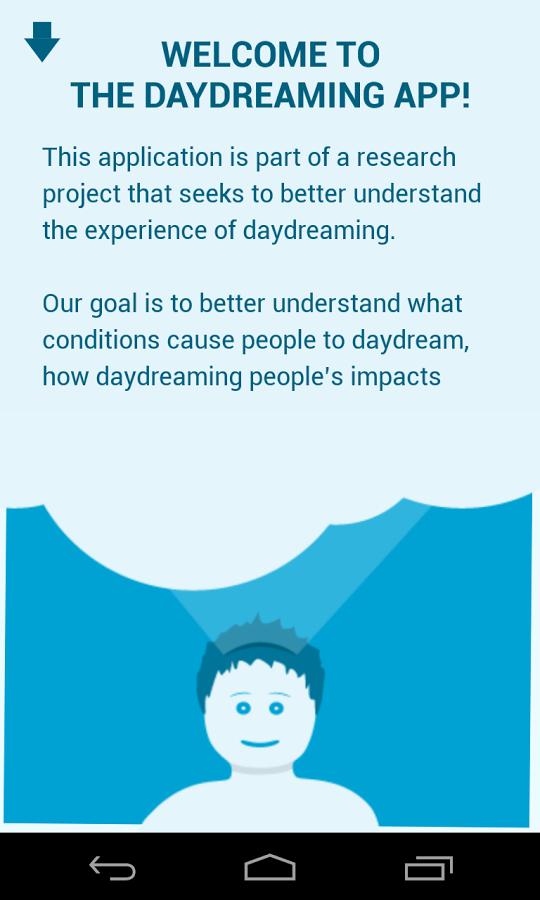 WELCOME TO
THE DAYDREAMING APP!
This application is part of a research
project that seeks to better understand
the experience of daydreaming.
Our goal is to better understand what
conditions cause people to daydream,
how daydreaming people's impacts